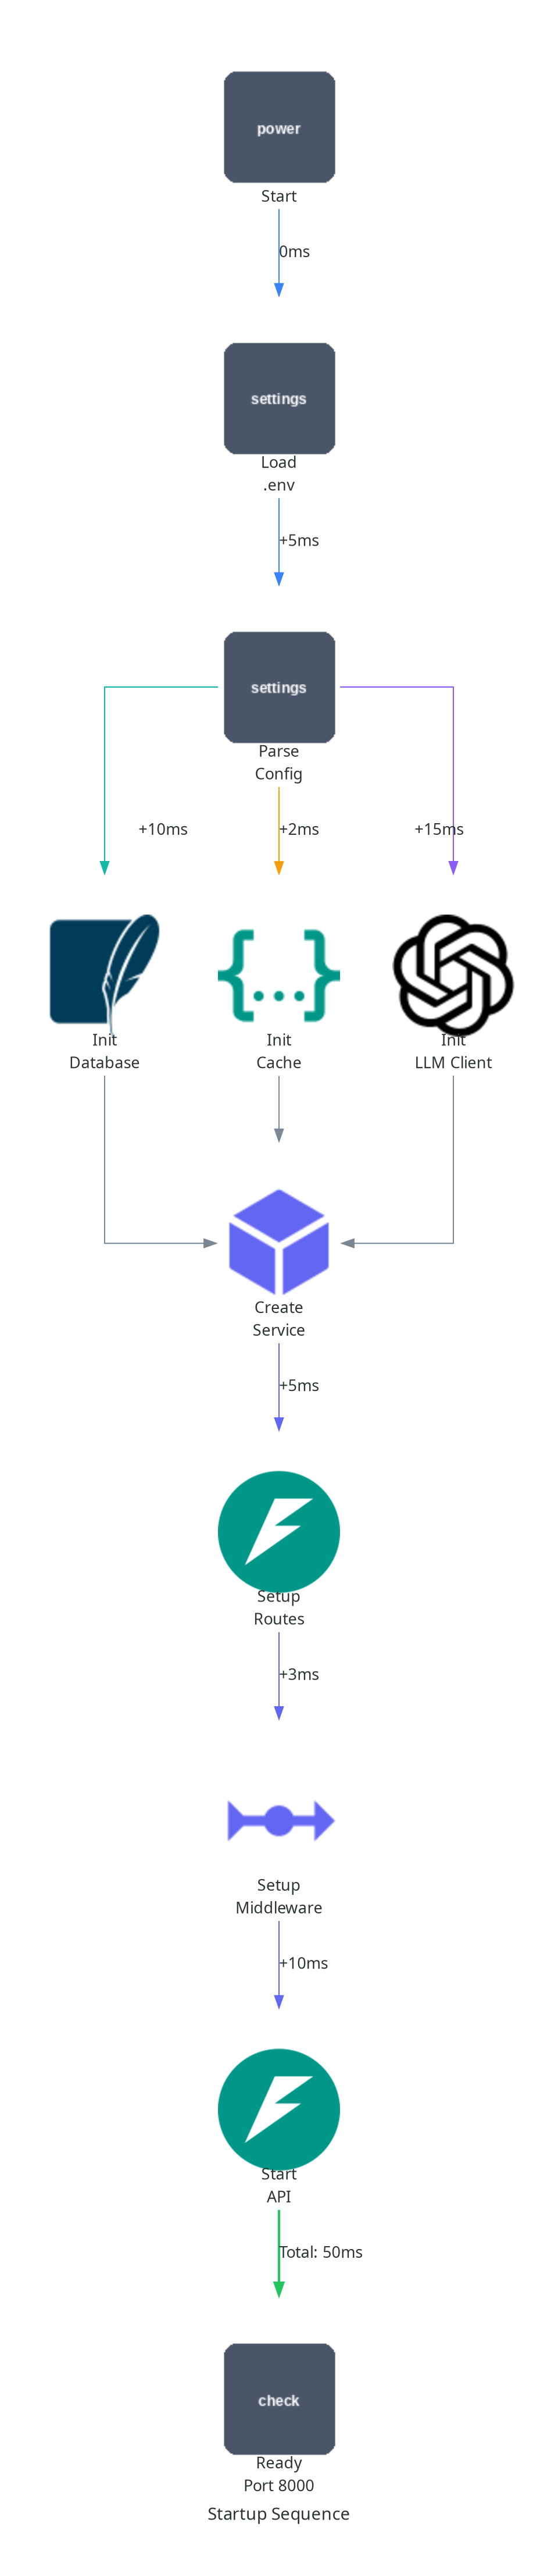 power
Start
0ms
settings
Load
.env
+5ms
settings
Parse
Config
+10ms
+2ms
+15ms
{...}
Init
Database
Init
Cache
Init
LLM Client
Create
Service
+5ms
Setup
Routes
+3ms
Setup
Middleware
+10ms
Start
API
Total: 50ms
check
Ready
Port 8000
Startup Sequence